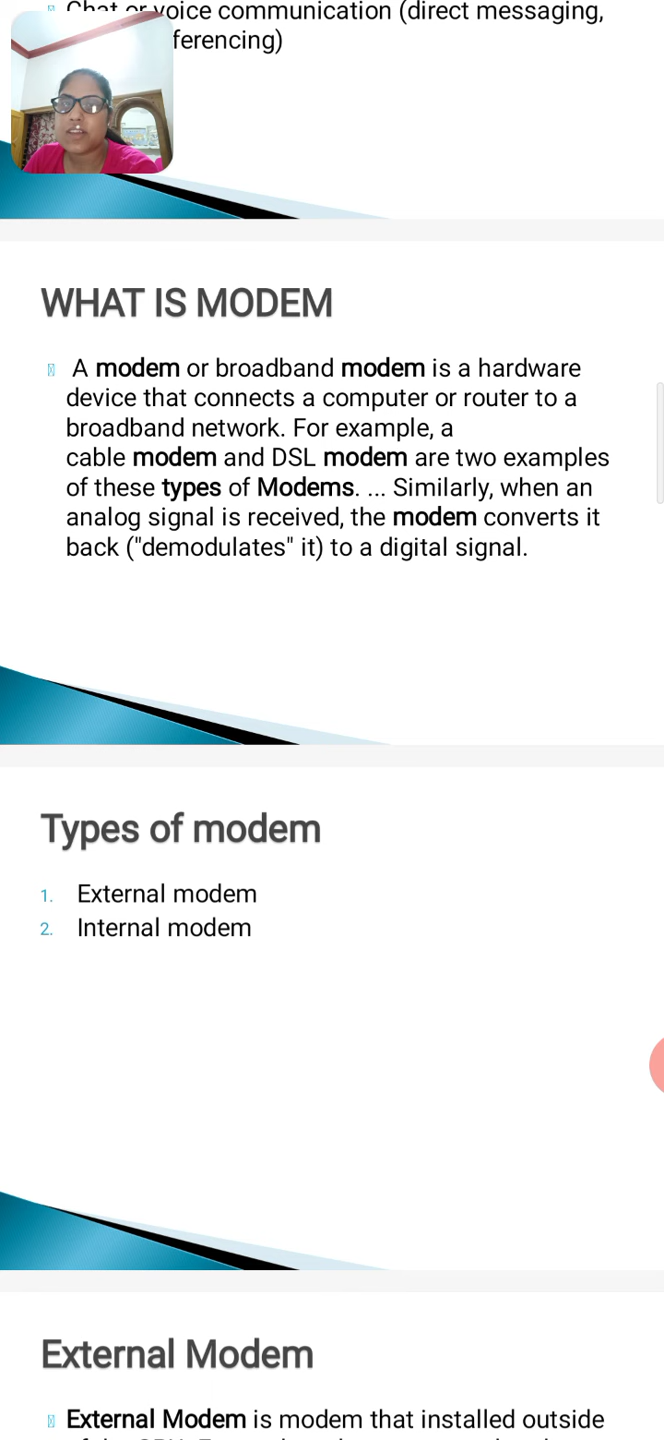 Chat or voice communication (direct messaging,
ferencing)
WHAT IS MODEM
A modem or broadband modem is a hardware
device that connects a computer or router to a
broadband network. For example, a
cable modem and DSL modem are two examples
of these types of Modems. ... Similarly, when an
analog signal is received, the modem converts it
back ("demodulates" it) to a digital signal.
Types of modem
1. External modem
2. Internal modem
External Modem
External Modem is modem that installed outside